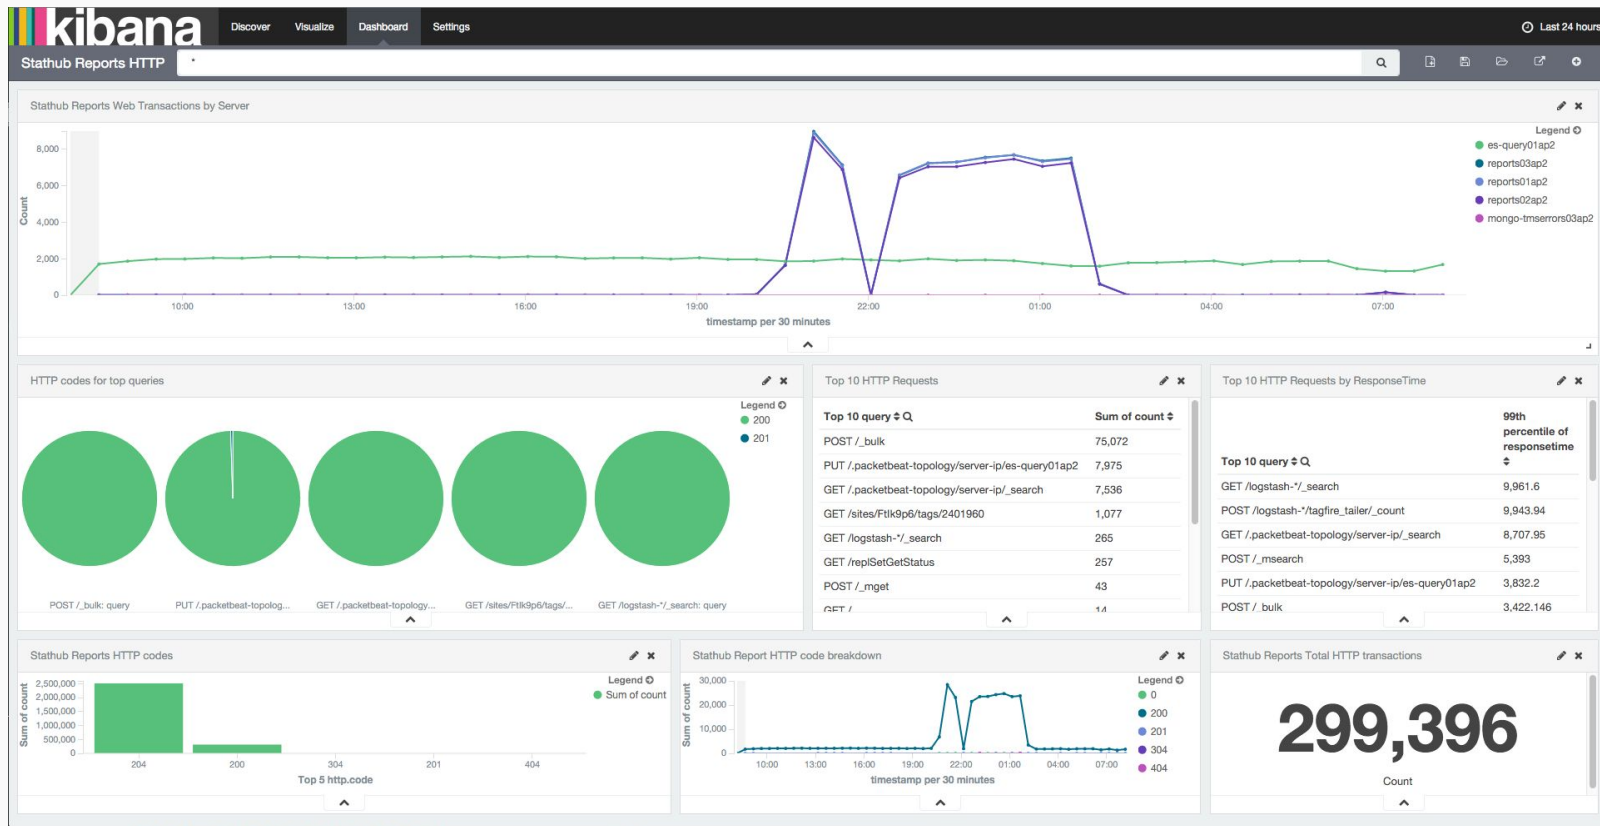 kibana
Discover Visualize Dashboard Settings
Last 24 hours
Stathub Reports HTTP
*
Stathub Reports Web Transactions by Server
Legend
es-query01ap2
reports03ap2
reports01ap2
reports02ap2
mongo-tmserrors03ap2
Count
8,000
6,000
4,000
2,000
0
10:00 13:00 16:00 19:00 22:00 01:00 04:00 07:00
timestamp per 30 minutes
HTTP codes for top queries
Legend
200
201
POST /_bulk: query
PUT /.packetbeat-topolog...
GET /.packetbeat-topology...
GET /sites/Ftlk9p6/tags/...
GET /logstash-*/_search: query
Top 10 HTTP Requests
Top 10 query Sum of count
POST /_bulk 75,072
PUT /.packetbeat-topology/server-ip/es-query01ap2 7,975
GET /.packetbeat-topology/server-ip/_search 7,536
GET /sites/Ftlk9p6/tags/2401960 1,077
GET /logstash-*/_search 265
GET /replSetGetStatus 257
POST /_mget 43
GET / 14
Top 10 HTTP Requests by ResponseTime
Top 10 query 99th percentile of responsetime
GET /logstash-*/_search 9,961.6
POST /logstash-*/tagfire_tailer/_count 9,943.94
GET /.packetbeat-topology/server-ip/_search 8,707.95
POST /_msearch 5,393
PUT /.packetbeat-topology/server-ip/es-query01ap2 3,832.2
POST /_bulk 3,422.146
Stathub Reports HTTP codes
Legend
Sum of count
Sum of count
2,500,000
2,000,000
1,500,000
1,000,000
500,000
0
204 200 304 201 404
Top 5 http.code
Stathub Report HTTP code breakdown
Legend
0
200
201
304
404
Sum of count
30,000
20,000
10,000
0
10:00 13:00 16:00 19:00 22:00 01:00 04:00 07:00
timestamp per 30 minutes
Stathub Reports Total HTTP transactions
299,396
Count